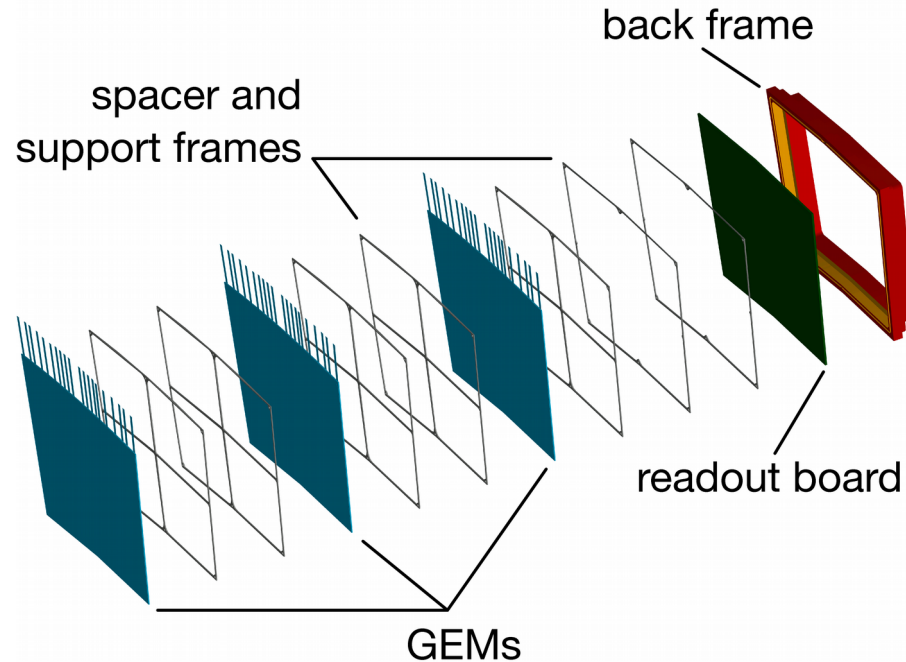 back frame
spacer and
support frames
readout board
GEMs